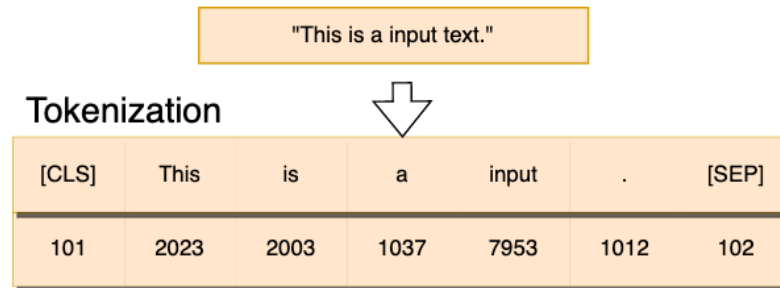 "This is a input text."
Tokenization
[CLS] This is a input . [SEP]
101 2023 2003 1037 7953 1012 102